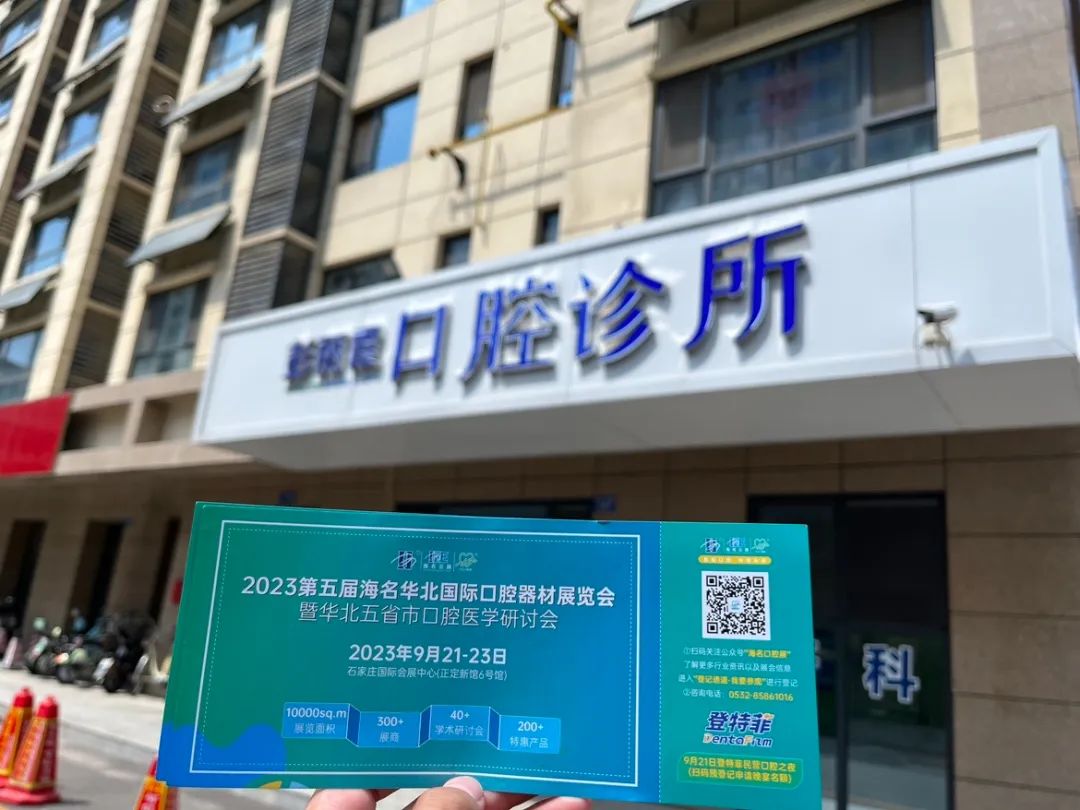 口腔诊所
2023第五届海名华北国际口腔器材展览会
暨华北五省市口腔医学研讨会
2023年9月21-23日
石家庄国际会展中心(正定新馆6号馆)
10000sq.m
展览面积
300+
展商
40+
学术研讨会
200+
特惠产品
①扫码关注公众号“海名口腔展”
了解更多行业资讯以及展会信息
进入“登记通道-我要参观”进行登记
②咨询电话：0532-85861016
登特菲
DentaFilm
9月21日登特菲民营口腔之夜
(扫码预登记申请晚宴名额)
科